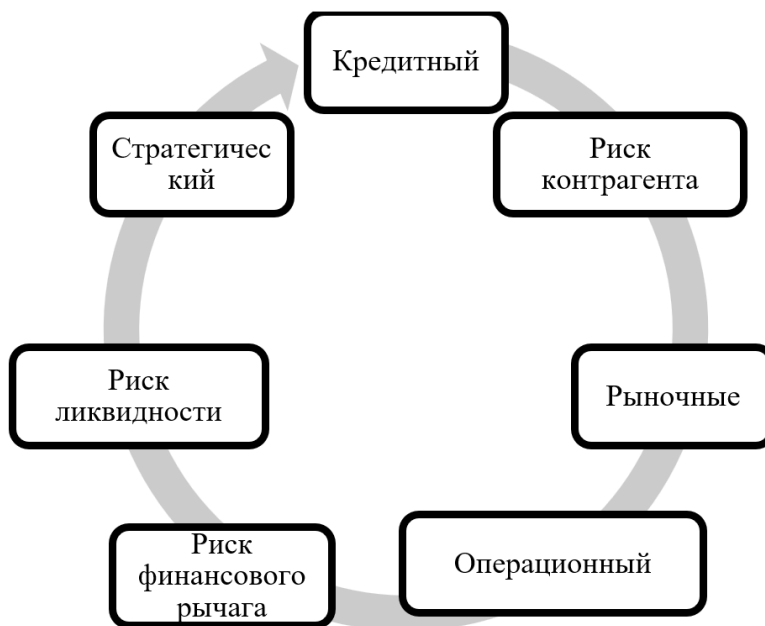 Кредитный
Риск
контрагента
Рыночные
Операционный
Риск
финансового
рычага
Риск
ликвидности
Стратегичес
кий